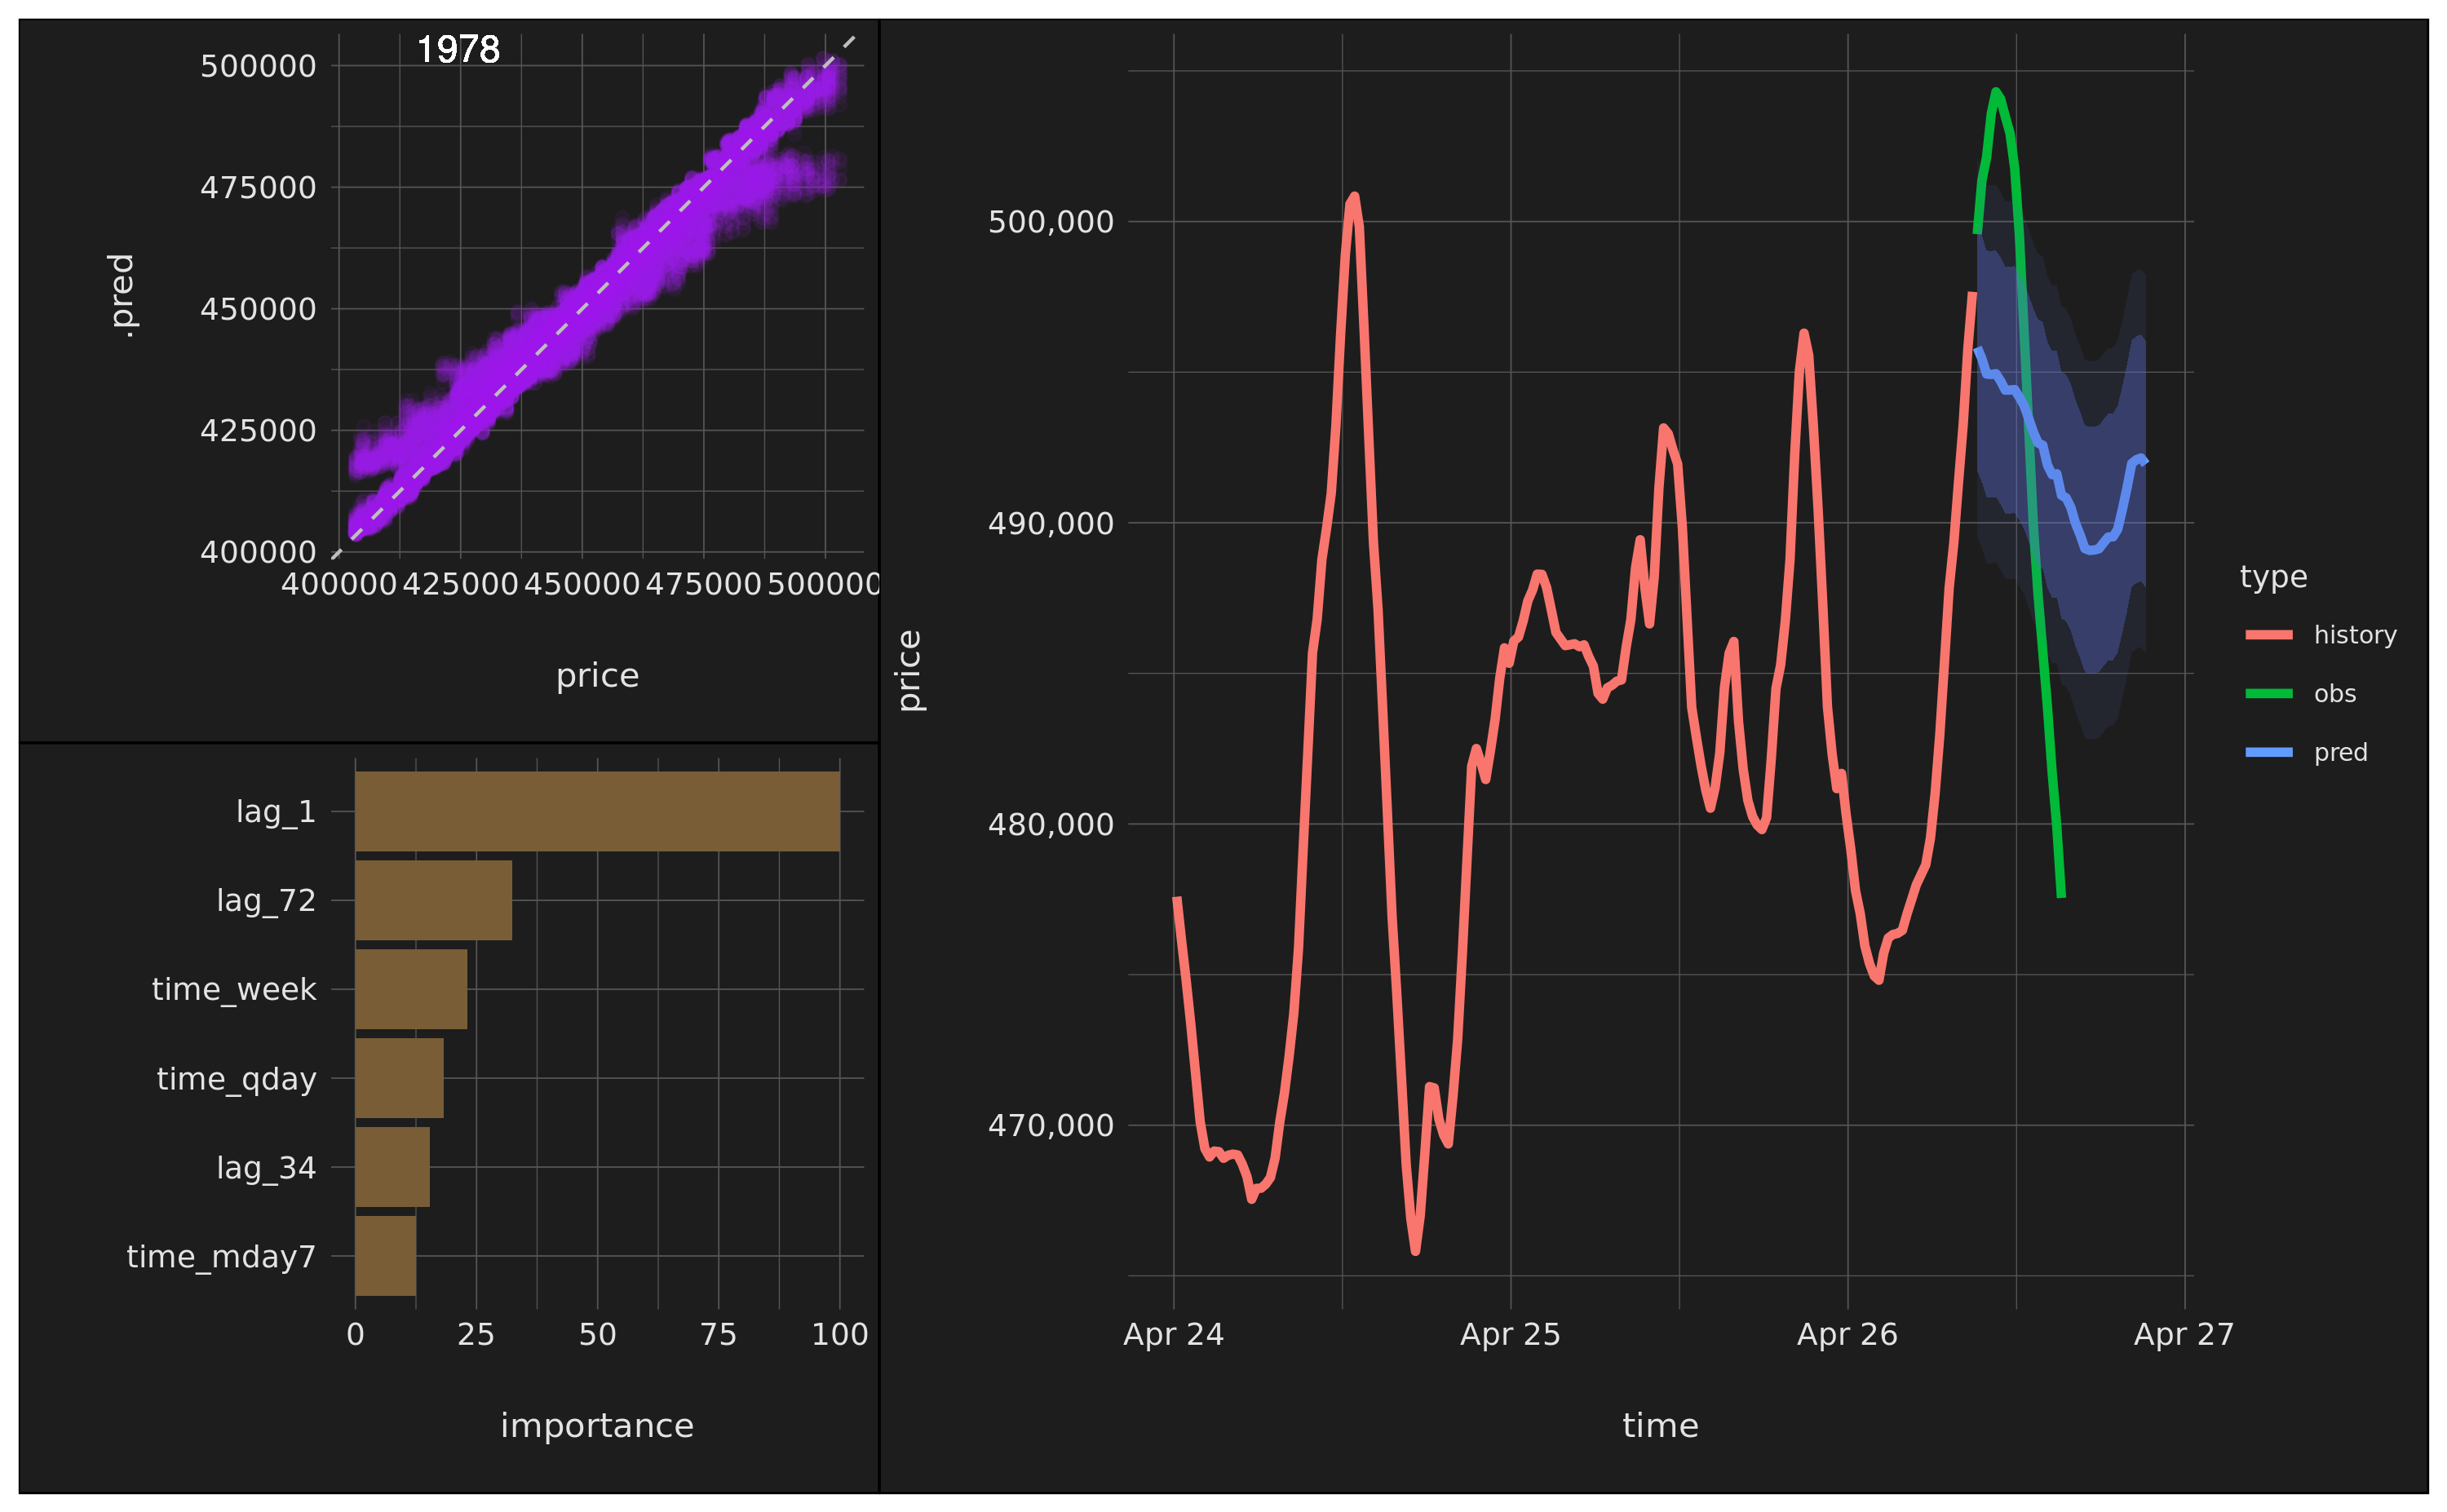 1978
500000
475000
450000
425000
400000
.pred
400000 425000 450000 475000 500000
price
lag_1
lag_72
time_week
time_qday
lag_34
time_mday7
0 25 50 75 100
importance
500,000
490,000
480,000
470,000
price
Apr 24 Apr 25 Apr 26 Apr 27
time
type
history
obs
pred